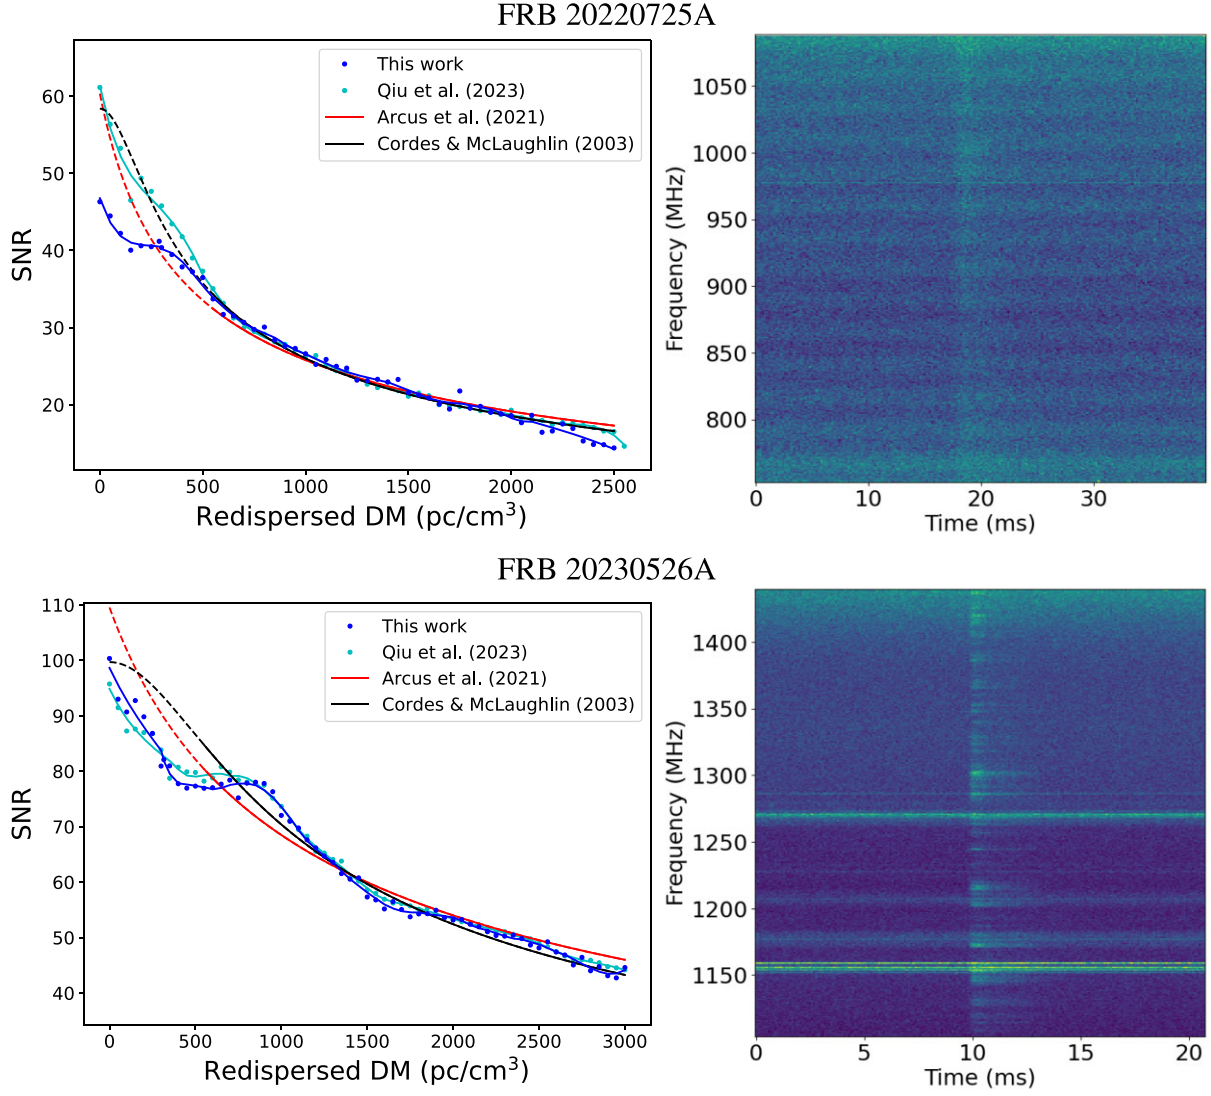 FRB 20220725A
This work
Qiu et al. (2023)
Arcus et al. (2021)
Cordes & McLaughlin (2003)
SNR
60
50
40
30
20
0
500
1000
1500
2000
2500
Redispersed DM (pc/cm³)
Frequency (MHz)
1050
1000
950
900
850
800
0
10
20
30
Time (ms)
FRB 20230526A
This work
Qiu et al. (2023)
Arcus et al. (2021)
Cordes & McLaughlin (2003)
SNR
110
100
90
80
70
60
50
40
0
500
1000
1500
2000
2500
3000
Redispersed DM (pc/cm³)
Frequency (MHz)
1400
1350
1300
1250
1200
1150
0
5
10
15
20
Time (ms)